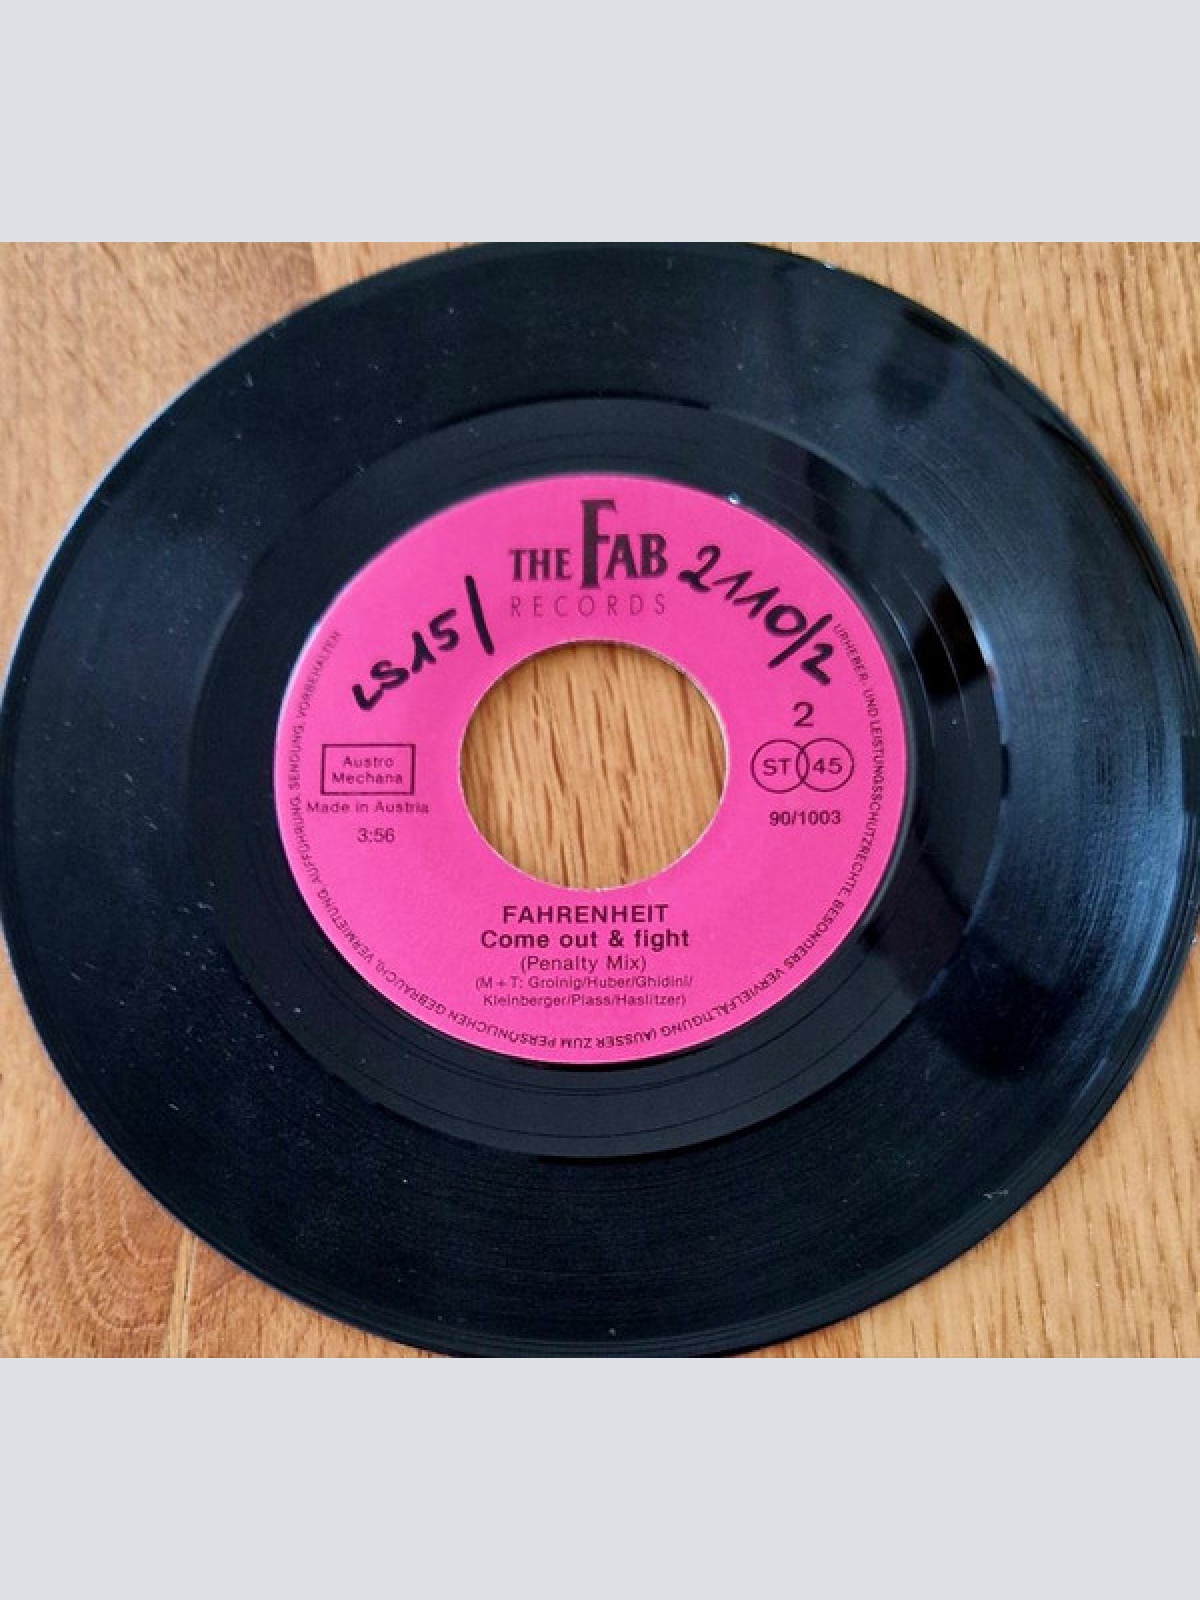 THE FAB
RECORDS
LS15/
2110/2
2
ST 45
90/1003
Austro
Mechana
Made in Austria
3:56
FAHRENHEIT
Come out & fight
(Penalty Mix)
(M + T: Groinig/Huber/Ghidini/
Kleinberger/Plass/Haslitzer)
URHEBER- UND LEISTUNGSSCHUTZRECHTE, BESONDERS VERVIELFÄLTIGUNG (AUSSER ZUM PERSÖNLICHEN GEBRAUCH), VERMIETUNG, AUFFÜHRUNG, SENDUNG, VORBEHALTEN